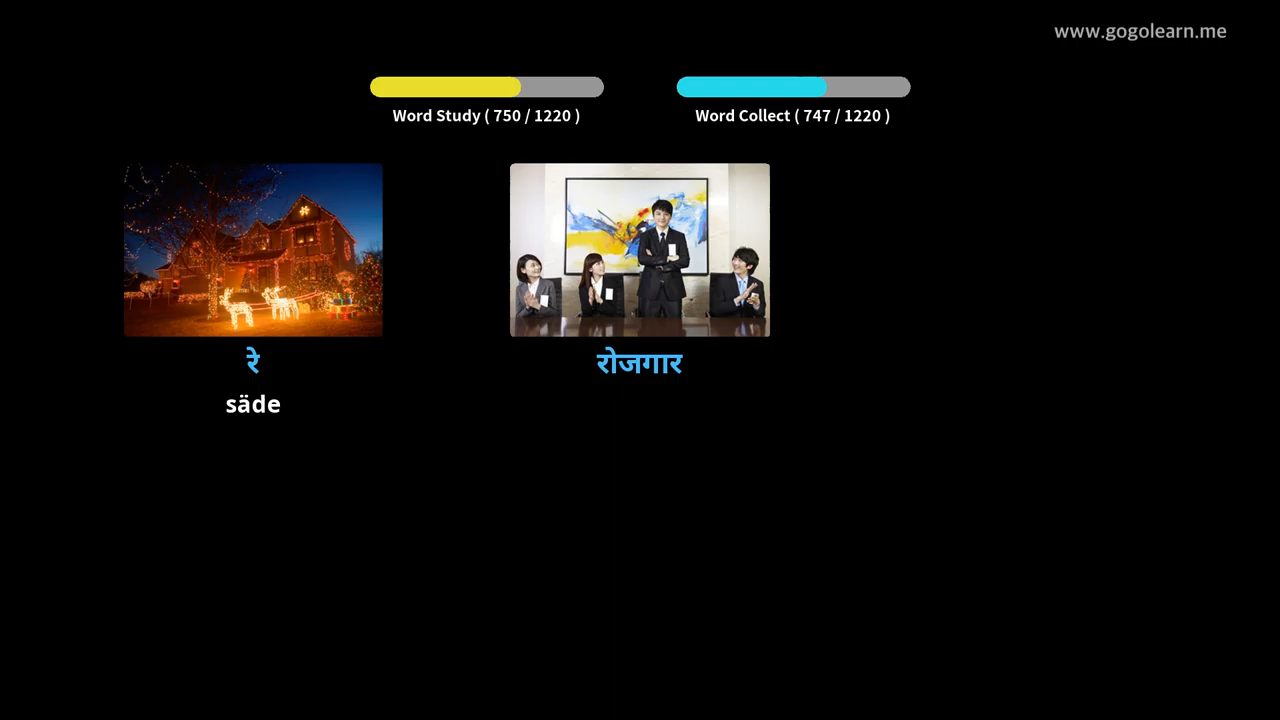 www.gogolearn.me
Word Study ( 750 / 1220 )
Word Collect ( 747 / 1220 )
रे
रोजगार
säde